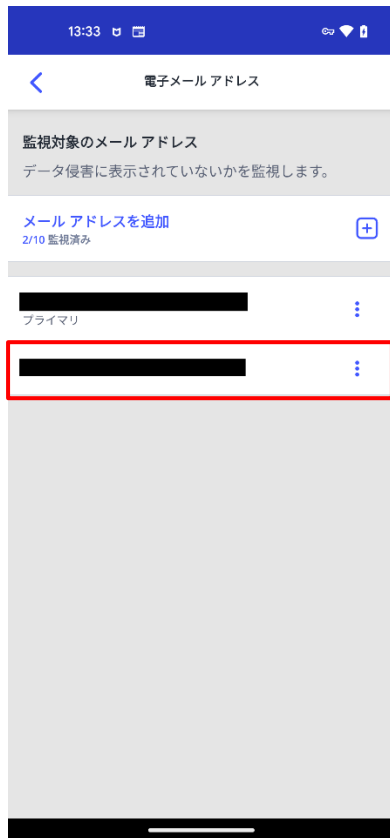 13:33
電子メール アドレス
監視対象のメール アドレス
データ侵害に表示されていないかを監視します。
メール アドレスを追加
2/10 監視済み
プライマリ